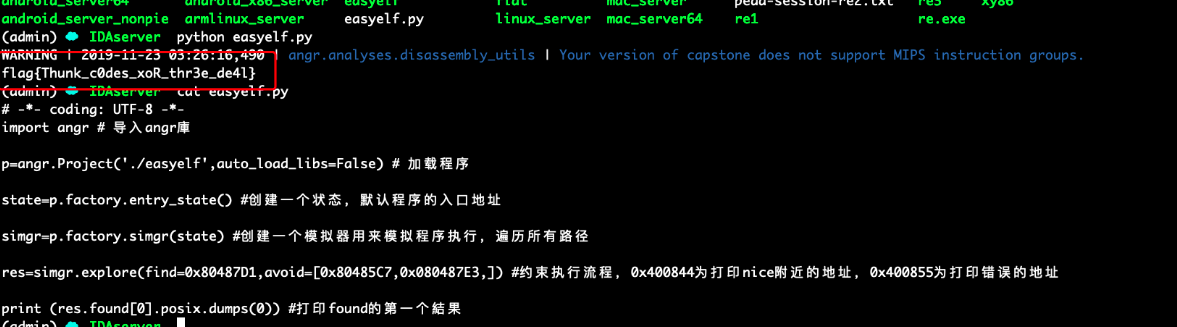 android_server64 android_x86_server easyelf flat mac_server peda-session-re2.txt re3 xy86
android_server_nonpie armlinux_server easyelf.py linux_server mac_server64 re1 re.exe
(admin) IDAserver python easyelf.py
WARNING | 2019-11-23 03:26:16,490 | angr.analyses.disassembly_utils | Your version of capstone does not support MIPS instruction groups.
flag{Thunk_c0des_xoR_thr3e_de4l}
(admin) IDAserver cat easyelf.py
# -*- coding: UTF-8 -*-
import angr # 导入angr庫
p=angr.Project('./easyelf',auto_load_libs=False) # 加载程序
state=p.factory.entry_state() #创建一个状态, 默认程序的入口地址
simgr=p.factory.simgr(state) #创建一个模拟器用来模拟程序执行, 遍历所有路径
res=simgr.explore(find=0x80487D1,avoid=[0x80485C7,0x080487E3,]) #约束执行流程, 0x400844为打印nice附近的地址, 0x400855为打印错误的地址
print (res.found[0].posix.dumps(0)) #打印found的第一个結果
(admin) IDAserver